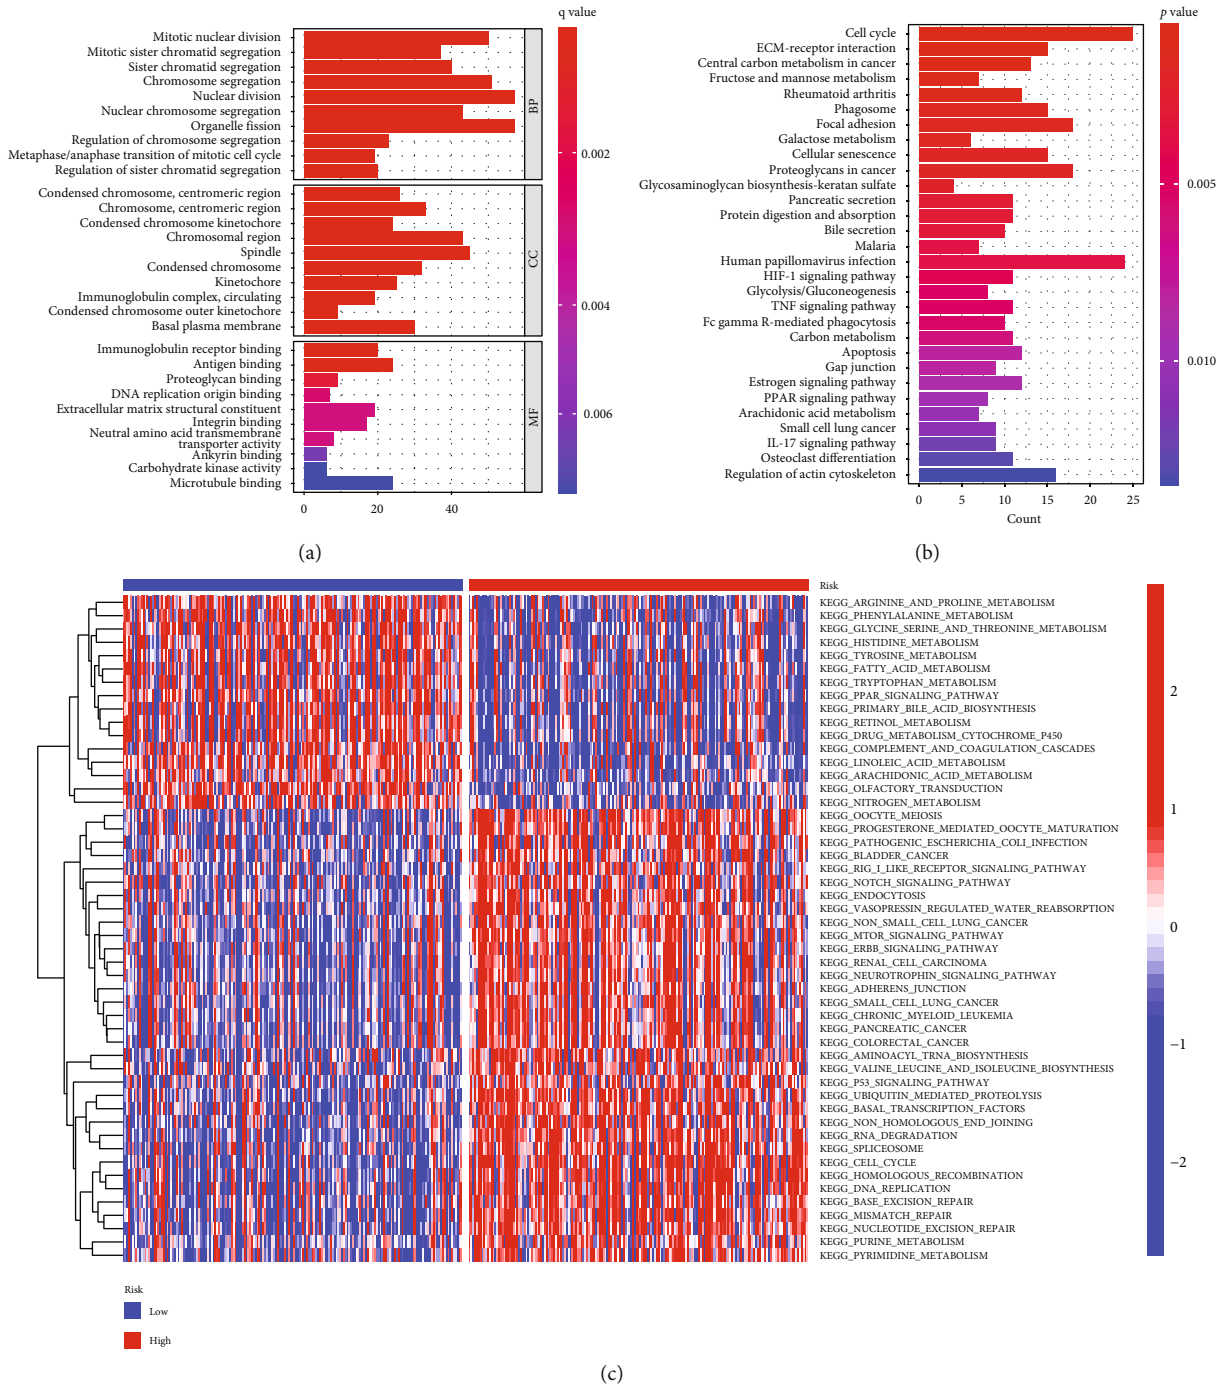 q value
Mitotic nuclear division
Mitotic sister chromatid segregation
Sister chromatid segregation
Chromosome segregation
Nuclear division
Nuclear chromosome segregation
Organelle fission
Regulation of chromosome segregation
Metaphase/anaphase transition of mitotic cell cycle
Regulation of sister chromatid segregation
BP
Condensed chromosome, centromeric region
Chromosome, centromeric region
Condensed chromosome kinetochore
Chromosomal region
Spindle
Condensed chromosome
Kinetochore
Immunoglobulin complex, circulating
Condensed chromosome outer kinetochore
Basal plasma membrane
CC
Immunoglobulin receptor binding
Antigen binding
Proteoglycan binding
DNA replication origin binding
Extracellular matrix structural constituent
Integrin binding
Neutral amino acid transmembrane
transporter activity
Ankyrin binding
Carbohydrate kinase activity
Microtubule binding
MF
0 20 40
0.002
0.004
0.006
(a)
p value
Cell cycle
ECM-receptor interaction
Central carbon metabolism in cancer
Fructose and mannose metabolism
Rheumatoid arthritis
Phagosome
Focal adhesion
Galactose metabolism
Cellular senescence
Proteoglycans in cancer
Glycosaminoglycan biosynthesis-keratan sulfate
Pancreatic secretion
Protein digestion and absorption
Bile secretion
Malaria
Human papillomavirus infection
HIF-1 signaling pathway
Glycolysis/Gluconeogenesis
TNF signaling pathway
Fc gamma R-mediated phagocytosis
Carbon metabolism
Apoptosis
Gap junction
Estrogen signaling pathway
PPAR signaling pathway
Arachidonic acid metabolism
Small cell lung cancer
IL-17 signaling pathway
Osteoclast differentiation
Regulation of actin cytoskeleton
0 5 10 15 20 25
Count
0.005
0.010
(b)
Risk
KEGG_ARGININE_AND_PROLINE_METABOLISM
KEGG_PHENYLALANINE_METABOLISM
KEGG_GLYCINE_SERINE_AND_THREONINE_METABOLISM
KEGG_HISTIDINE_METABOLISM
KEGG_TYROSINE_METABOLISM
KEGG_FATTY_ACID_METABOLISM
KEGG_TRYPTOPHAN_METABOLISM
KEGG_PPAR_SIGNALING_PATHWAY
KEGG_PRIMARY_BILE_ACID_BIOSYNTHESIS
KEGG_RETINOL_METABOLISM
KEGG_DRUG_METABOLISM_CYTOCHROME_P450
KEGG_COMPLEMENT_AND_COAGULATION_CASCADES
KEGG_LINOLEIC_ACID_METABOLISM
KEGG_ARACHIDONIC_ACID_METABOLISM
KEGG_OLFACTORY_TRANSDUCTION
KEGG_NITROGEN_METABOLISM
KEGG_OOCYTE_MEIOSIS
KEGG_PROGESTERONE_MEDIATED_OOCYTE_MATURATION
KEGG_PATHOGENIC_ESCHERICHIA_COLI_INFECTION
KEGG_BLADDER_CANCER
KEGG_RIG_I_LIKE_RECEPTOR_SIGNALING_PATHWAY
KEGG_NOTCH_SIGNALING_PATHWAY
KEGG_ENDOCYTOSIS
KEGG_VASOPRESSIN_REGULATED_WATER_REABSORPTION
KEGG_NON_SMALL_CELL_LUNG_CANCER
KEGG_MTOR_SIGNALING_PATHWAY
KEGG_ERBB_SIGNALING_PATHWAY
KEGG_RENAL_CELL_CARCINOMA
KEGG_NEUROTROPHIN_SIGNALING_PATHWAY
KEGG_ADHERENS_JUNCTION
KEGG_SMALL_CELL_LUNG_CANCER
KEGG_CHRONIC_MYELOID_LEUKEMIA
KEGG_PANCREATIC_CANCER
KEGG_COLORECTAL_CANCER
KEGG_AMINOACYL_TRNA_BIOSYNTHESIS
KEGG_VALINE_LEUCINE_AND_ISOLEUCINE_BIOSYNTHESIS
KEGG_P53_SIGNALING_PATHWAY
KEGG_UBIQUITIN_MEDIATED_PROTEOLYSIS
KEGG_BASAL_TRANSCRIPTION_FACTORS
KEGG_NON_HOMOLOGOUS_END_JOINING
KEGG_RNA_DEGRADATION
KEGG_SPLICEOSOME
KEGG_CELL_CYCLE
KEGG_HOMOLOGOUS_RECOMBINATION
KEGG_DNA_REPLICATION
KEGG_BASE_EXCISION_REPAIR
KEGG_MISMATCH_REPAIR
KEGG_NUCLEOTIDE_EXCISION_REPAIR
KEGG_PURINE_METABOLISM
KEGG_PYRIMIDINE_METABOLISM
2
1
0
−1
−2
Risk
Low
High
(c)